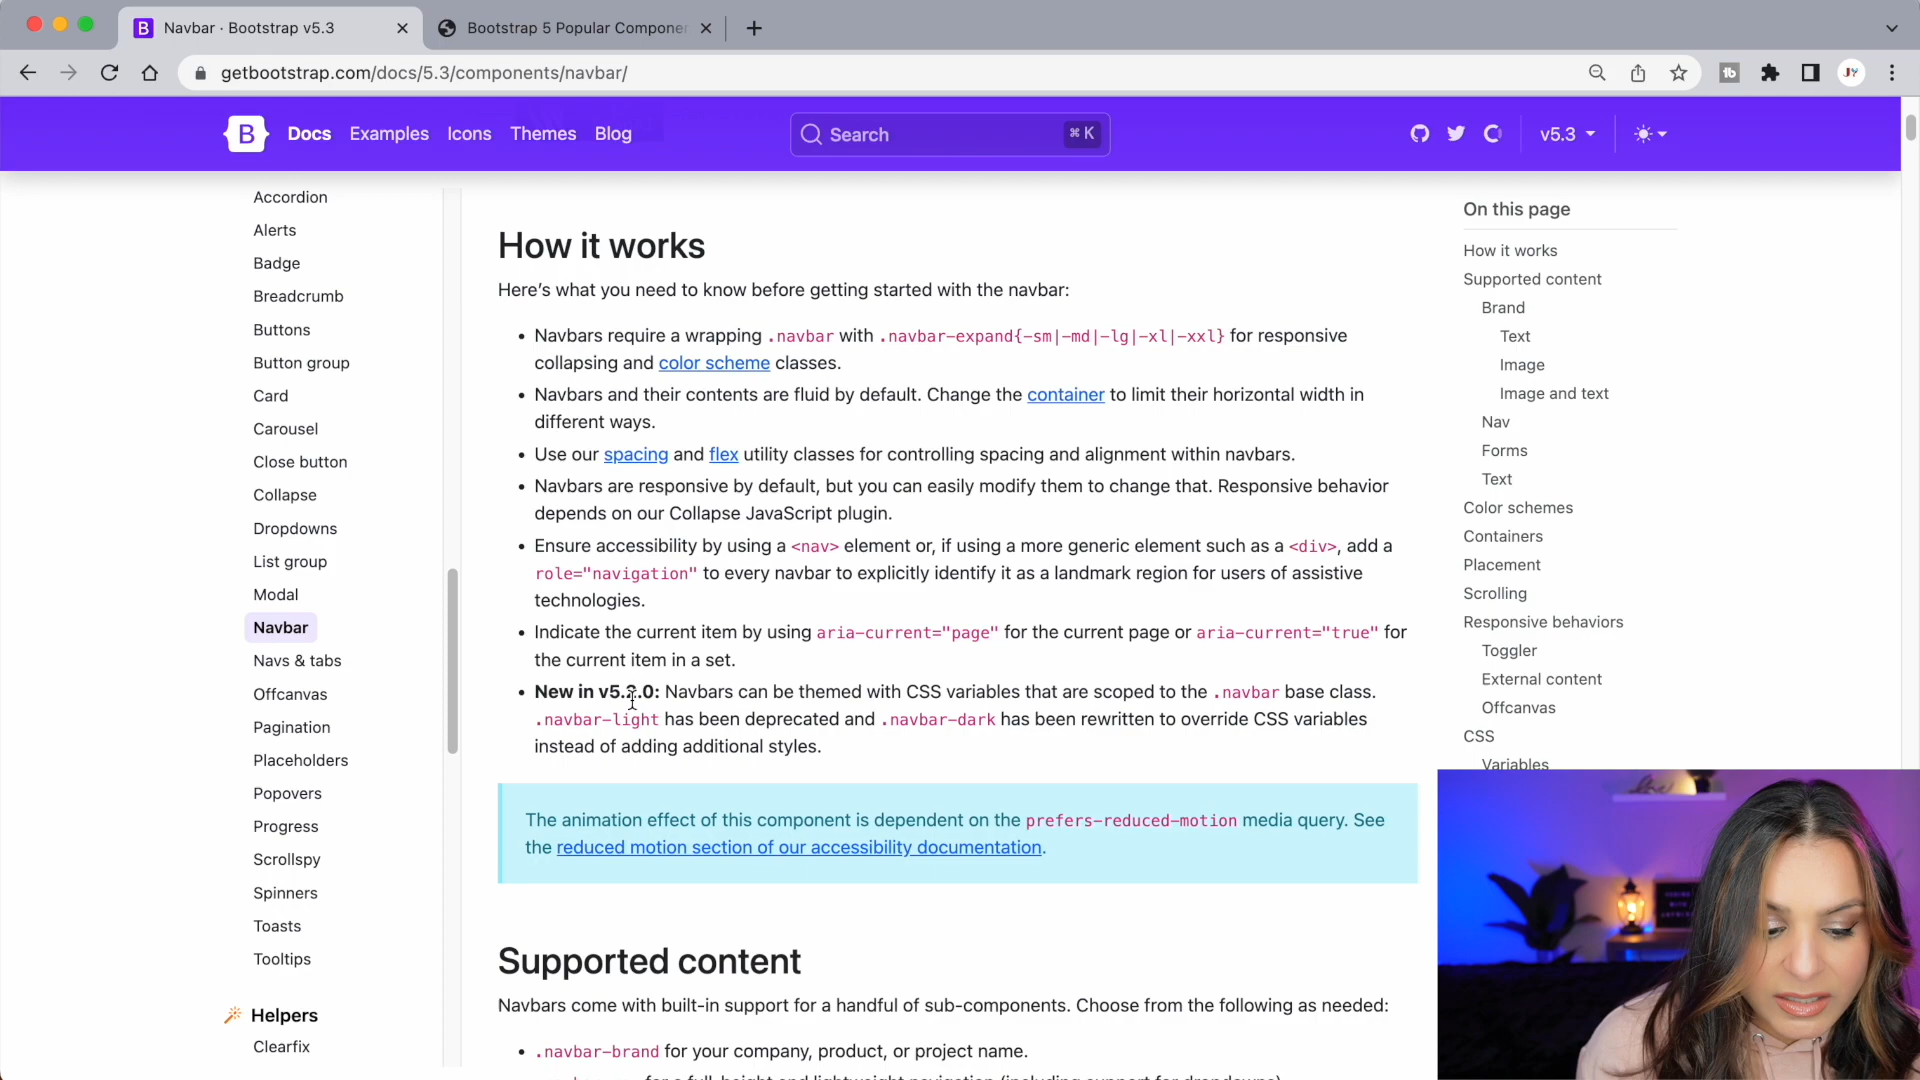 Navbar · Bootstrap v5.3
Bootstrap 5 Popular Compone
getbootstrap.com/docs/5.3/components/navbar/
B
Docs
Examples
Icons
Themes
Blog
Search
⌘ K
v5.3
Accordion
Alerts
Badge
Breadcrumb
Buttons
Button group
Card
Carousel
Close button
Collapse
Dropdowns
List group
Modal
Navbar
Navs & tabs
Offcanvas
Pagination
Placeholders
Popovers
Progress
Scrollspy
Spinners
Toasts
Tooltips
Helpers
Clearfix
How it works
Here’s what you need to know before getting started with the navbar:
• Navbars require a wrapping .navbar with .navbar-expand{-sm|-md|-lg|-xl|-xxl} for responsive
collapsing and color scheme classes.
• Navbars and their contents are fluid by default. Change the container to limit their horizontal width in
different ways.
• Use our spacing and flex utility classes for controlling spacing and alignment within navbars.
• Navbars are responsive by default, but you can easily modify them to change that. Responsive behavior
depends on our Collapse JavaScript plugin.
• Ensure accessibility by using a <nav> element or, if using a more generic element such as a <div>, add a
role="navigation" to every navbar to explicitly identify it as a landmark region for users of assistive
technologies.
• Indicate the current item by using aria-current="page" for the current page or aria-current="true" for
the current item in a set.
• New in v5.2.0: Navbars can be themed with CSS variables that are scoped to the .navbar base class.
.navbar-light has been deprecated and .navbar-dark has been rewritten to override CSS variables
instead of adding additional styles.
The animation effect of this component is dependent on the prefers-reduced-motion media query. See
the reduced motion section of our accessibility documentation.
Supported content
Navbars come with built-in support for a handful of sub-components. Choose from the following as needed:
• .navbar-brand for your company, product, or project name.
for a full-height and lightweight navigation (including support for dropdowns)
On this page
How it works
Supported content
Brand
Text
Image
Image and text
Nav
Forms
Text
Color schemes
Containers
Placement
Scrolling
Responsive behaviors
Toggler
External content
Offcanvas
CSS
Variables